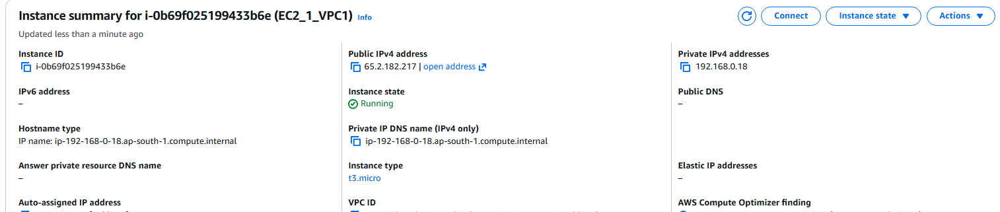 Instance summary for i-0b69f025199433b6e (EC2_1_VPC1) Info
Connect
Instance state
Actions
Updated less than a minute ago
Instance ID
i-0b69f025199433b6e
Public IPv4 address
65.2.182.217 | open address
Private IPv4 addresses
192.168.0.18
IPv6 address
–
Instance state
Running
Public DNS
–
Hostname type
IP name: ip-192-168-0-18.ap-south-1.compute.internal
Private IP DNS name (IPv4 only)
ip-192-168-0-18.ap-south-1.compute.internal
Answer private resource DNS name
–
Instance type
t3.micro
Elastic IP addresses
–
Auto-assigned IP address
VPC ID
AWS Compute Optimizer finding